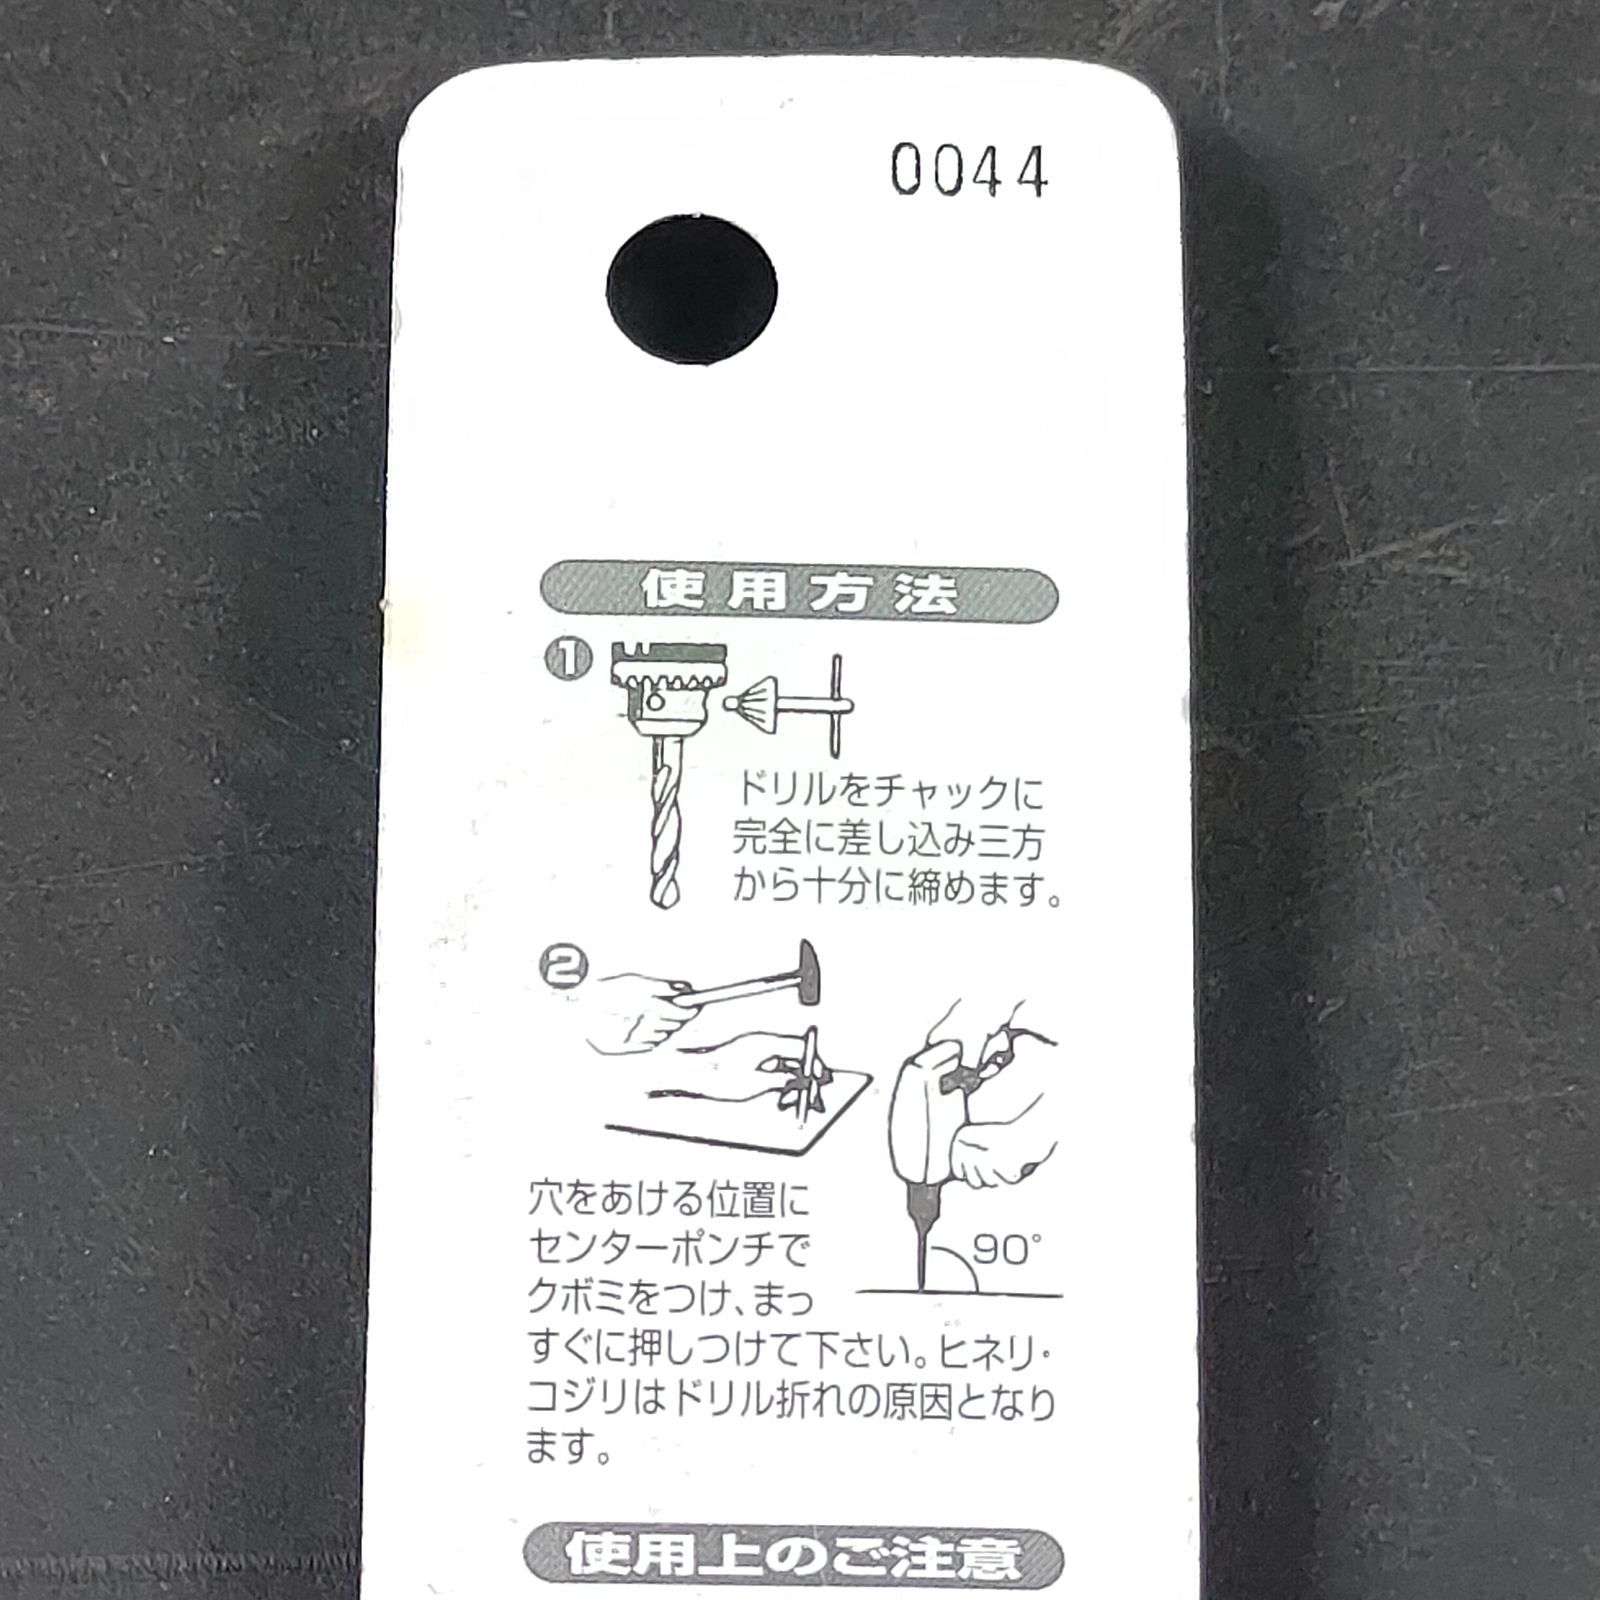 0044
使用方法
1
ドリルをチャックに
完全に差し込み三方
から十分に締めます。
2
90°
穴をあける位置に
センターポンチで
クボミをつけ、まっ
すぐに押しつけて下さい。ヒネリ・
コジリはドリル折れの原因となり
ます。
使用上のご注意